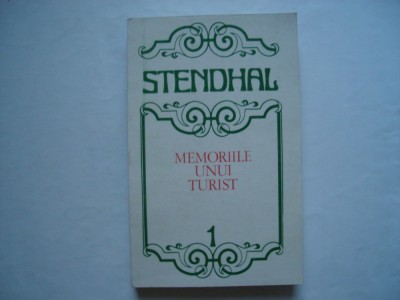 STENDHAL
MEMORIILE
UNUI
TURIST
1